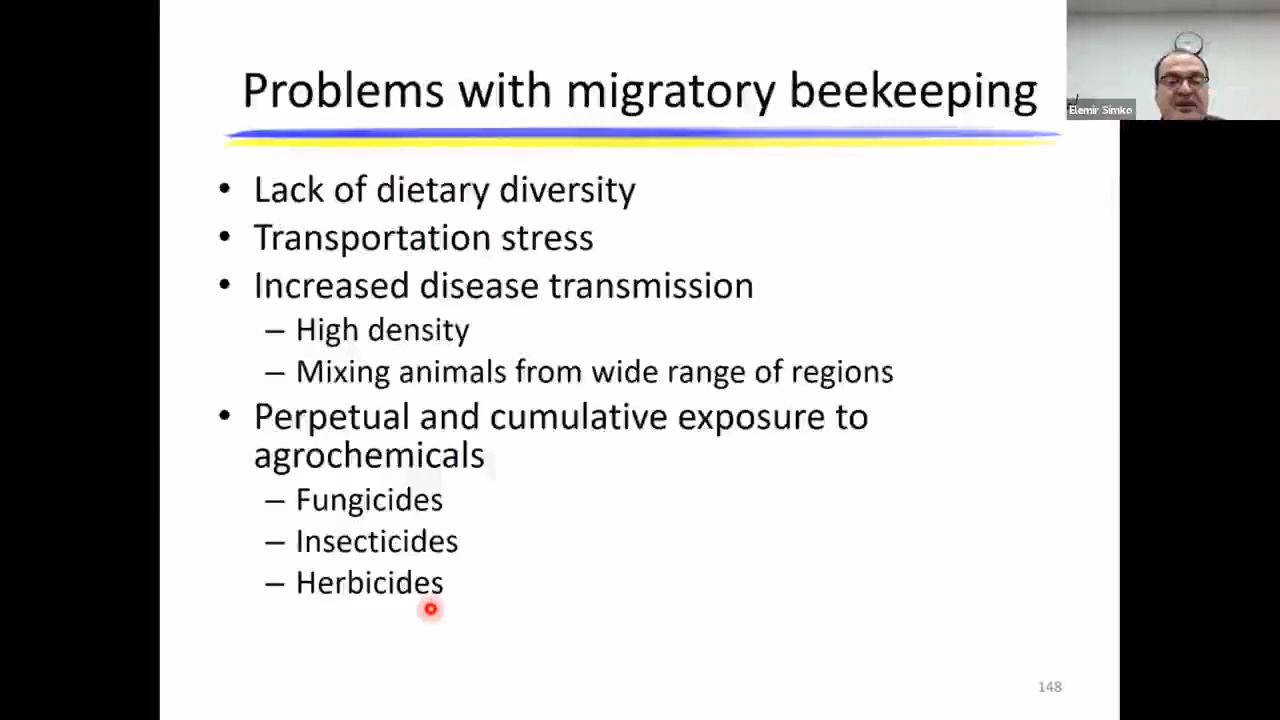 Problems with migratory beekeeping
Elemir Simko
• Lack of dietary diversity
• Transportation stress
• Increased disease transmission
– High density
– Mixing animals from wide range of regions
• Perpetual and cumulative exposure to
agrochemicals
– Fungicides
– Insecticides
– Herbicides
148